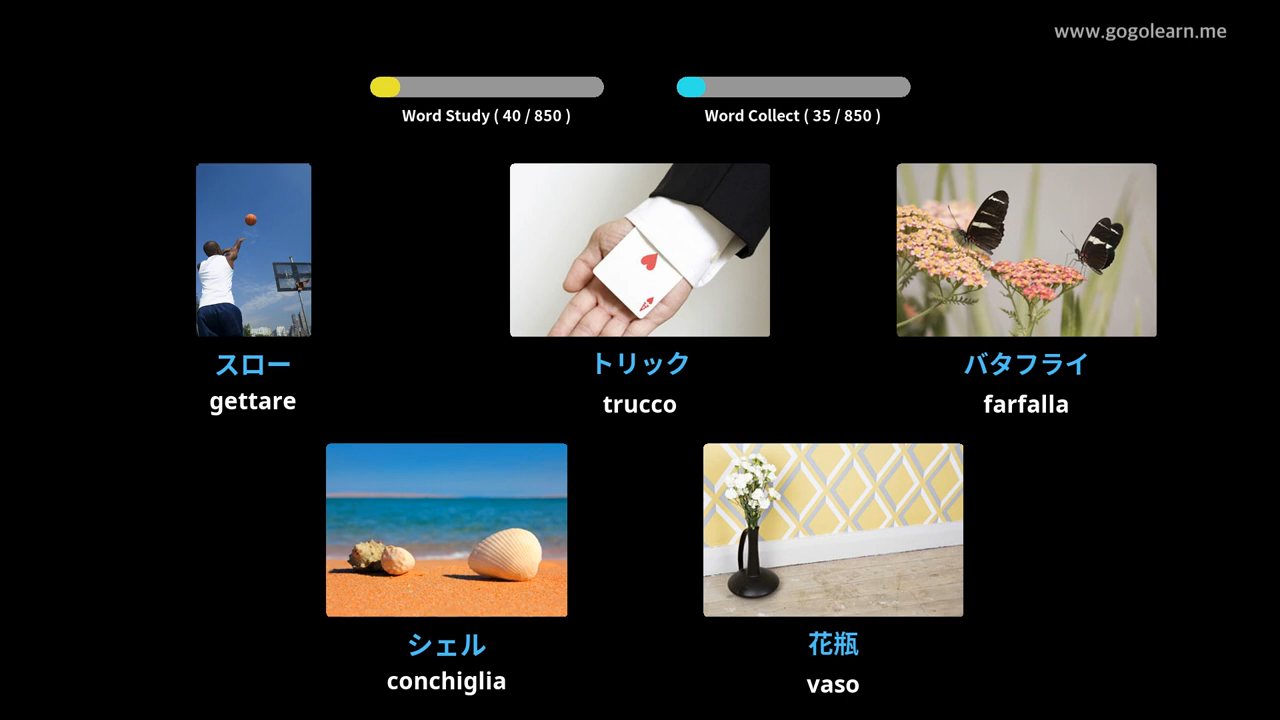 www.gogolearn.me
Word Study ( 40 / 850 )
Word Collect ( 35 / 850 )
スロー
gettare
トリック
trucco
バタフライ
farfalla
シェル
conchiglia
花瓶
vaso